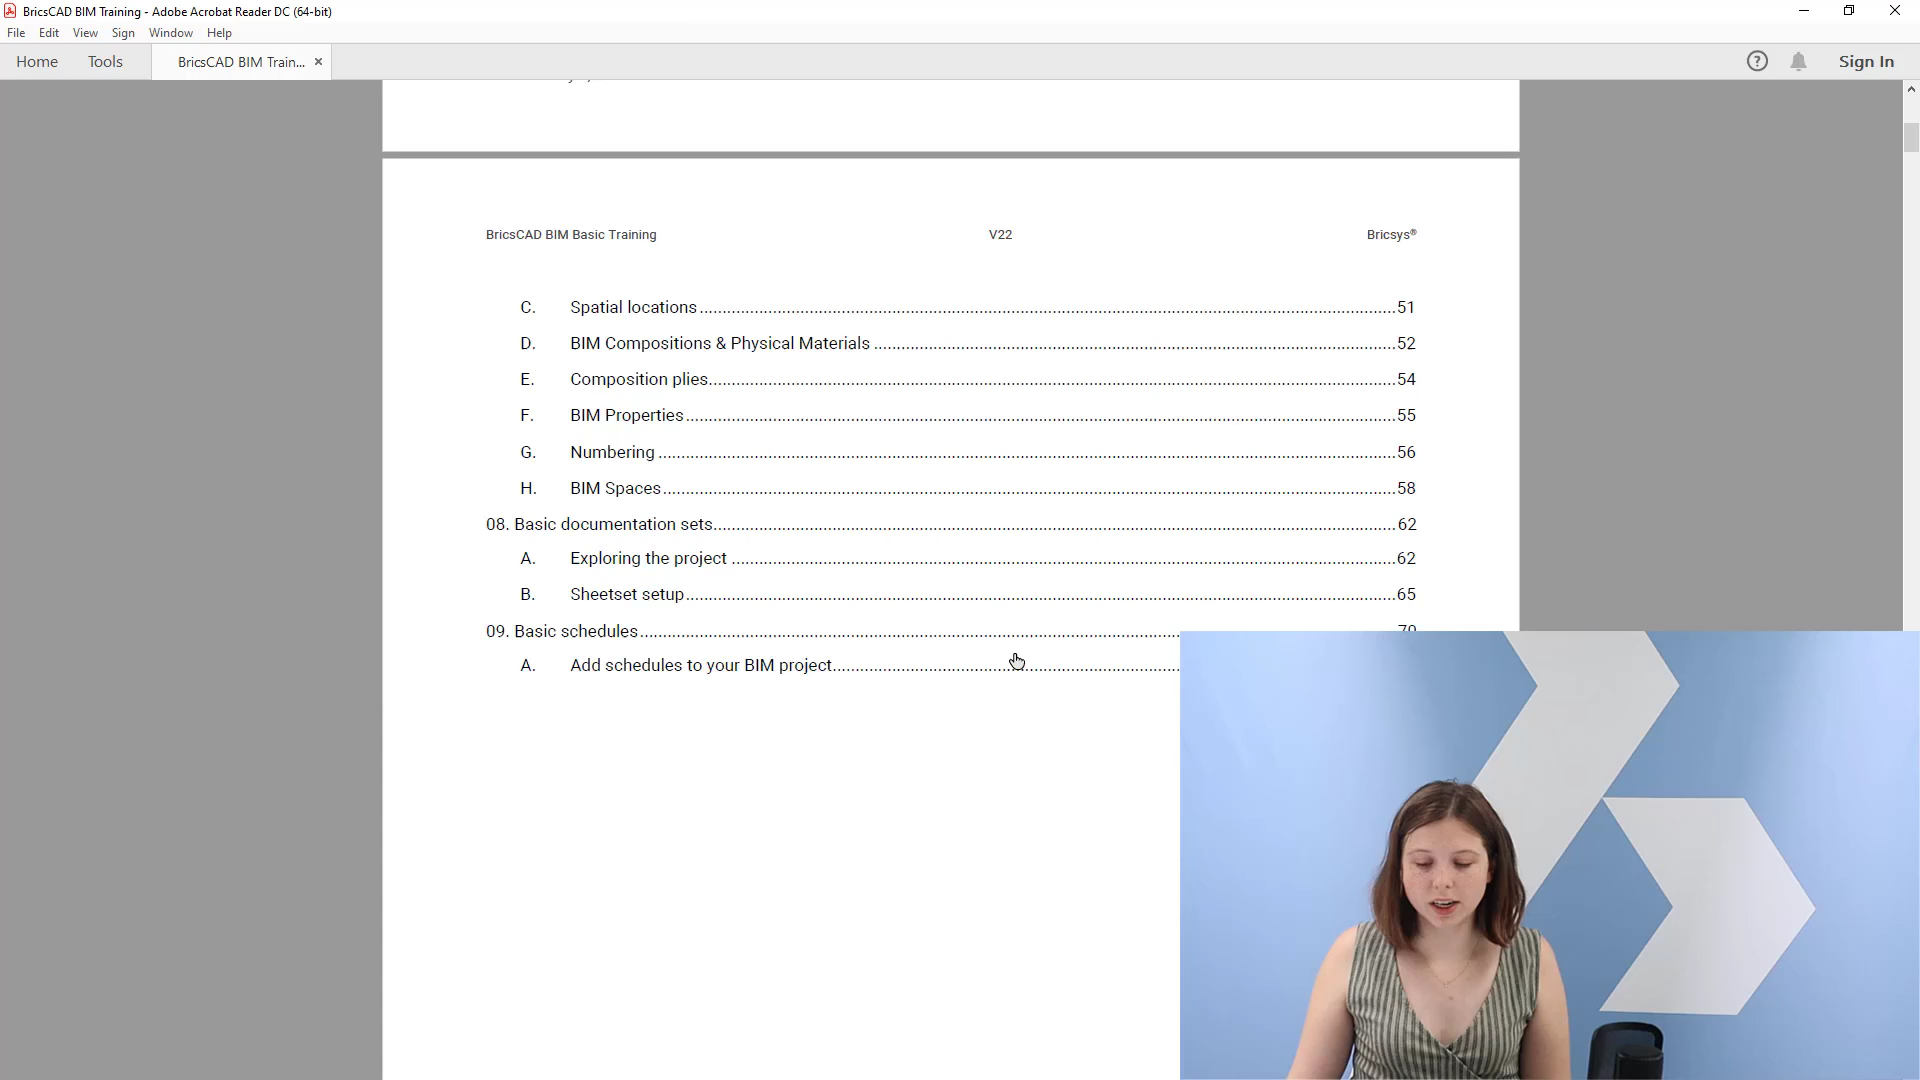 BricsCAD BIM Training - Adobe Acrobat Reader DC (64-bit)
File Edit View Sign Window Help
Home Tools BricsCAD BIM Train... × Sign In
BricsCAD BIM Basic Training V22 Bricsys®
C. Spatial locations 51
D. BIM Compositions & Physical Materials 52
E. Composition plies 54
F. BIM Properties 55
G. Numbering 56
H. BIM Spaces 58
08. Basic documentation sets 62
A. Exploring the project 62
B. Sheetset setup 65
09. Basic schedules
A. Add schedules to your BIM project